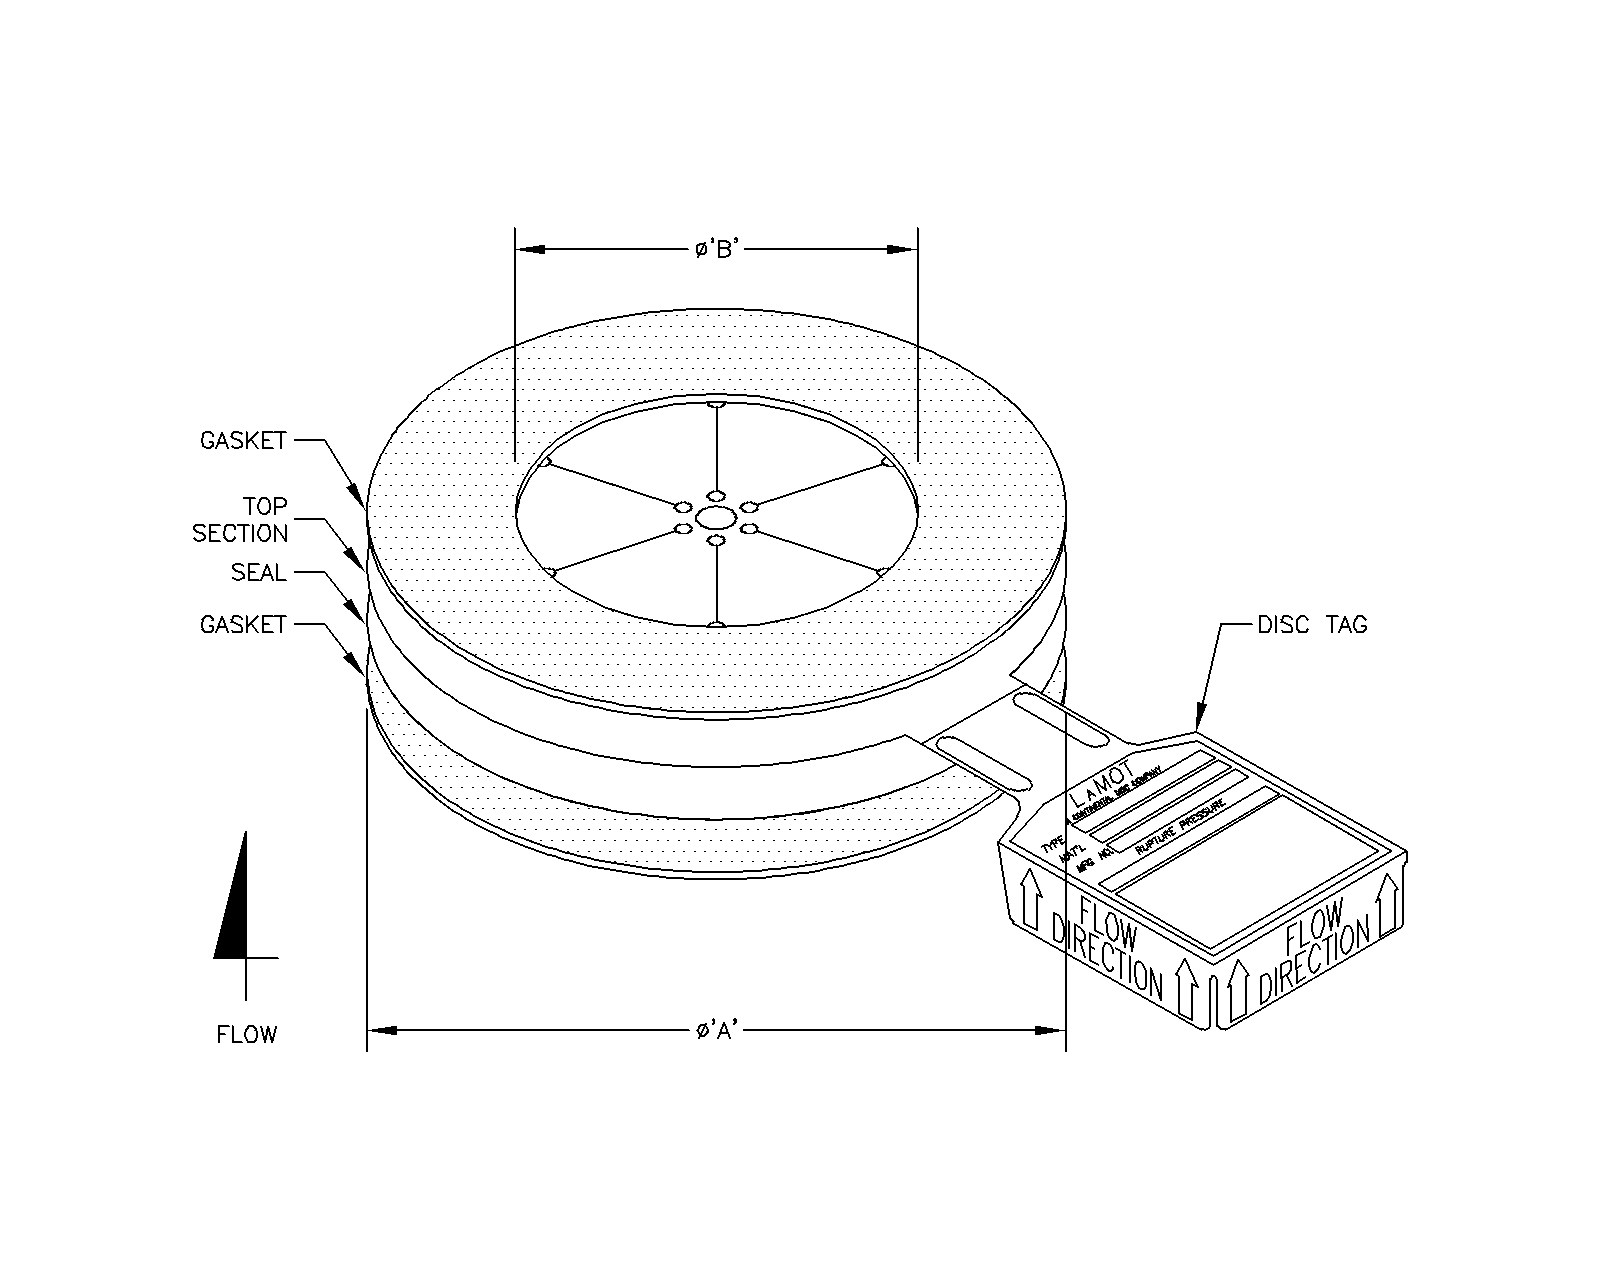 ø'B'
GASKET
TOP
SECTION
SEAL
GASKET
DISC TAG
LAMOT
A CONTINENTAL DISC COMPANY
TYPE
MAT'L
MFG NO.
RUPTURE PRESSURE
FLOW
DIRECTION
FLOW
DIRECTION
FLOW
ø'A'